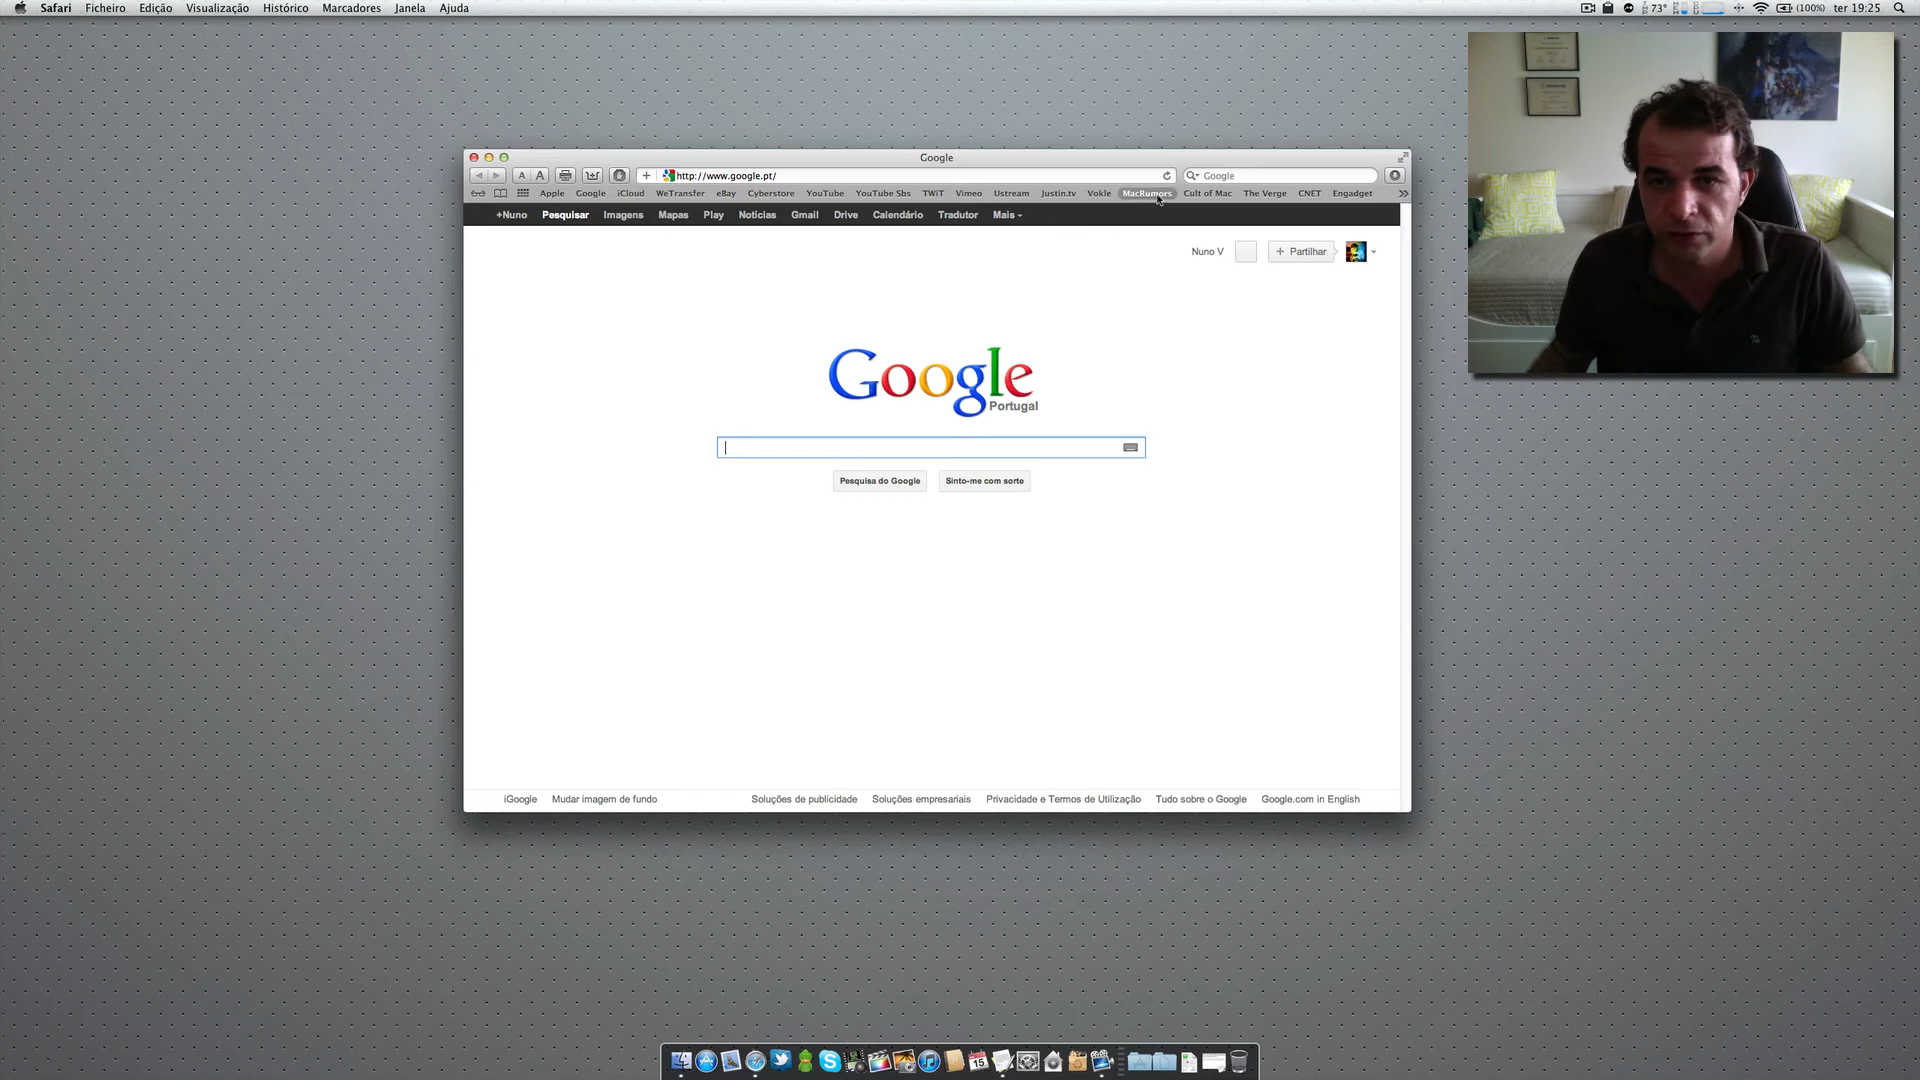 Safari Ficheiro Edição Visualização Histórico Marcadores Janela Ajuda
73° (100%) ter 19:25
Google
A A + http://www.google.pt/ Google
Apple Google iCloud WeTransfer eBay Cyberstore YouTube YouTube Sbs TWiT Vimeo Ustream Justin.tv Vokle MacRumors Cult of Mac The Verge CNET Engadget
+Nuno Pesquisar Imagens Mapas Play Notícias Gmail Drive Calendário Tradutor Mais
Nuno V + Partilhar
Google
Portugal
Pesquisa do Google Sinto-me com sorte
iGoogle Mudar imagem de fundo Soluções de publicidade Soluções empresariais Privacidade e Termos de Utilização Tudo sobre o Google Google.com in English
15